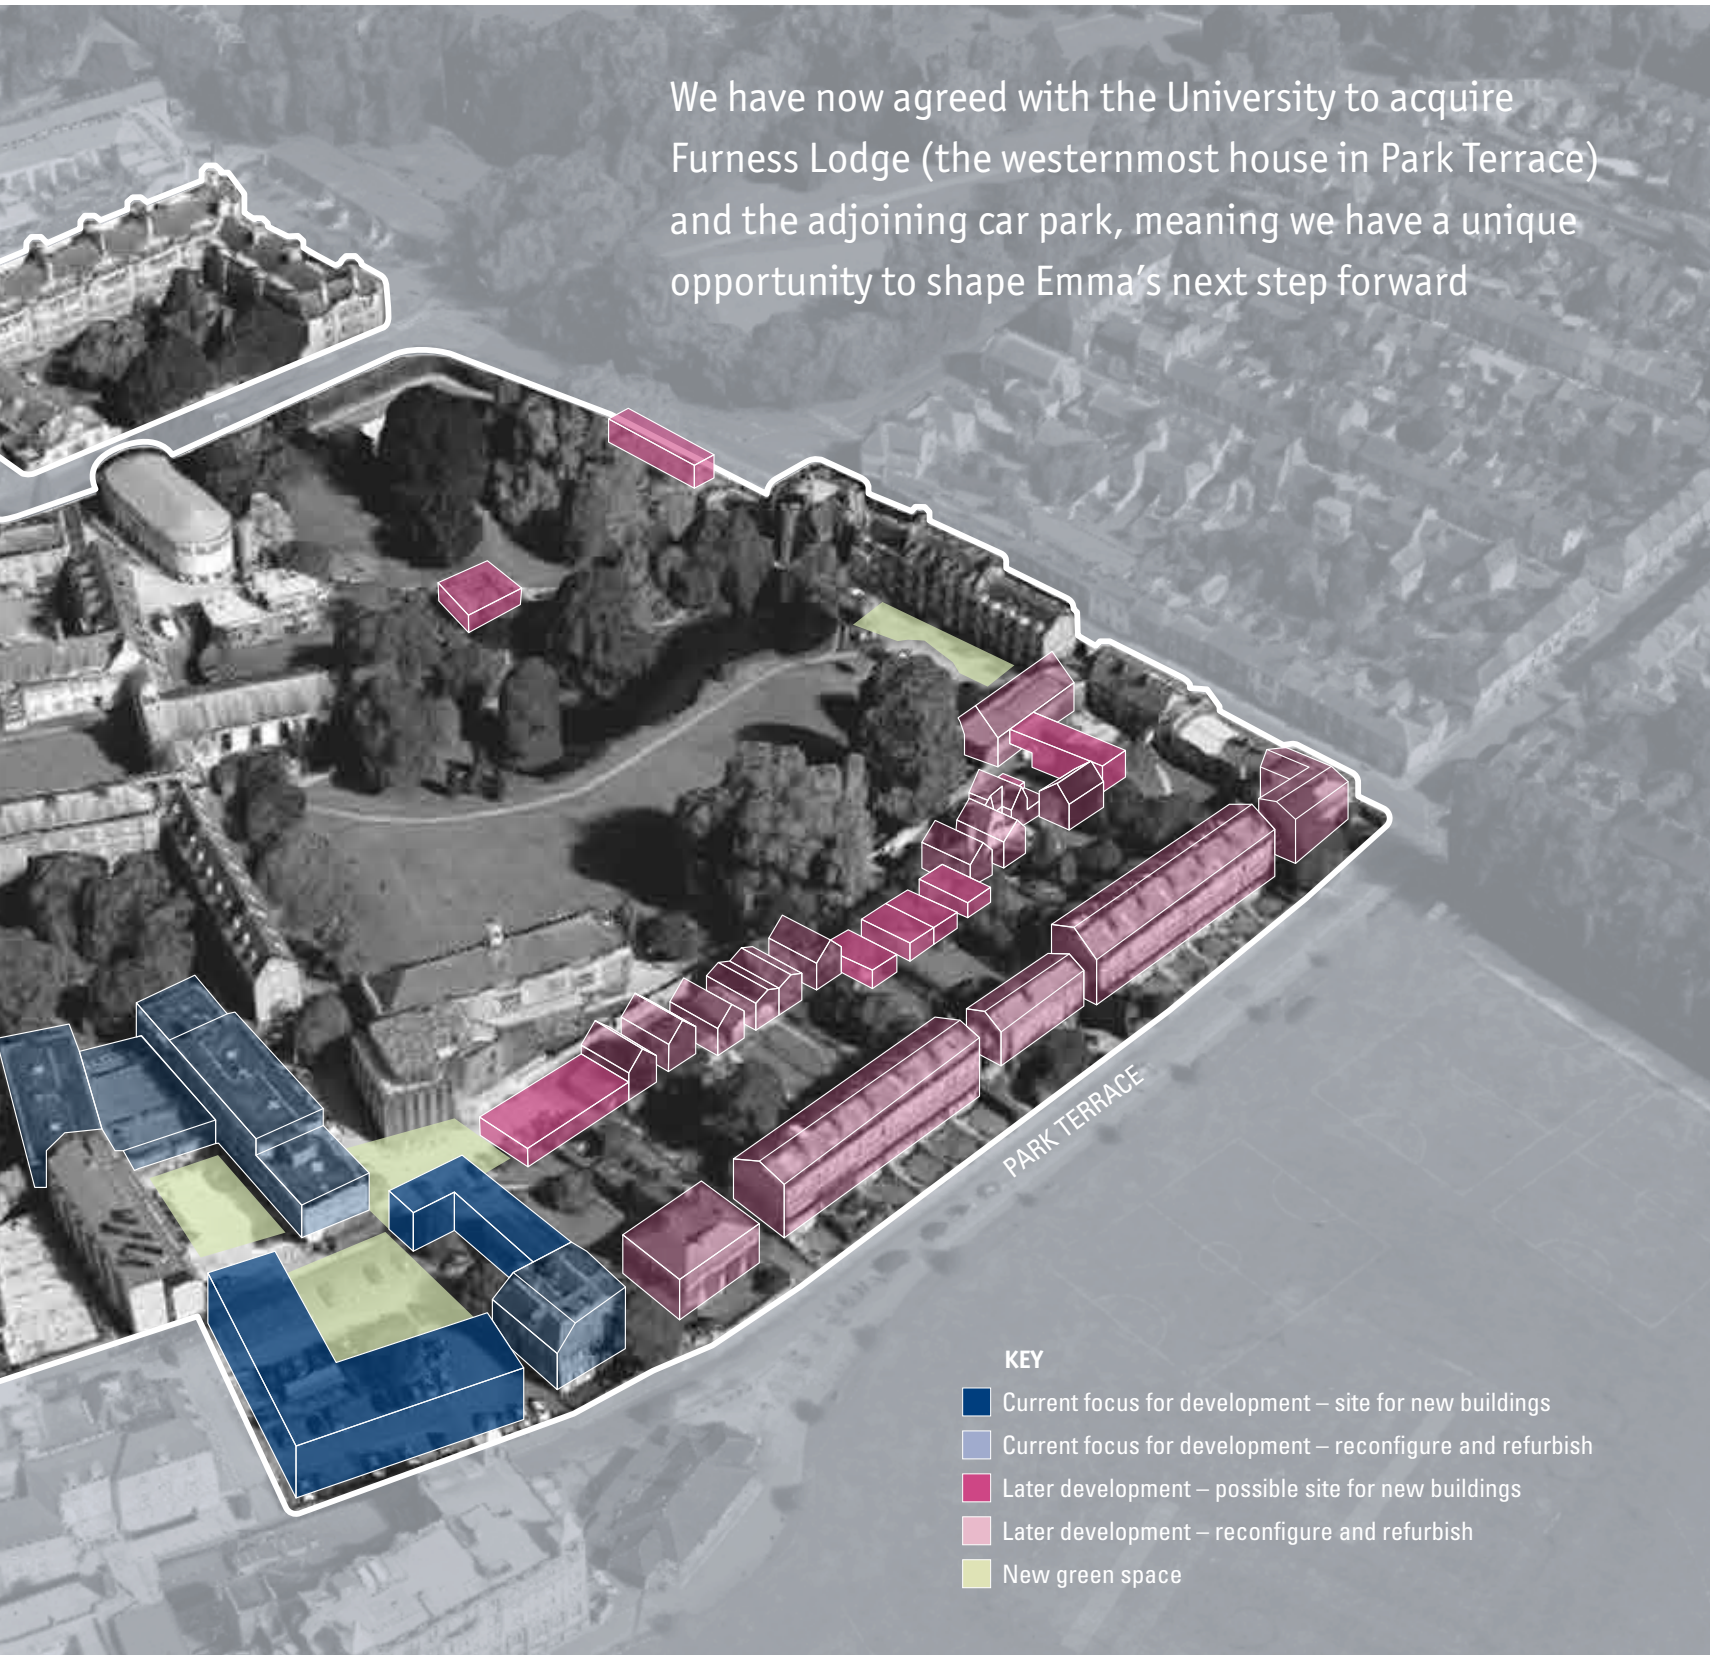 We have now agreed with the University to acquire
Furness Lodge (the westernmost house in Park Terrace)
and the adjoining car park, meaning we have a unique
opportunity to shape Emma’s next step forward
PARK TERRACE
KEY
Current focus for development – site for new buildings
Current focus for development – reconfigure and refurbish
Later development – possible site for new buildings
Later development – reconfigure and refurbish
New green space